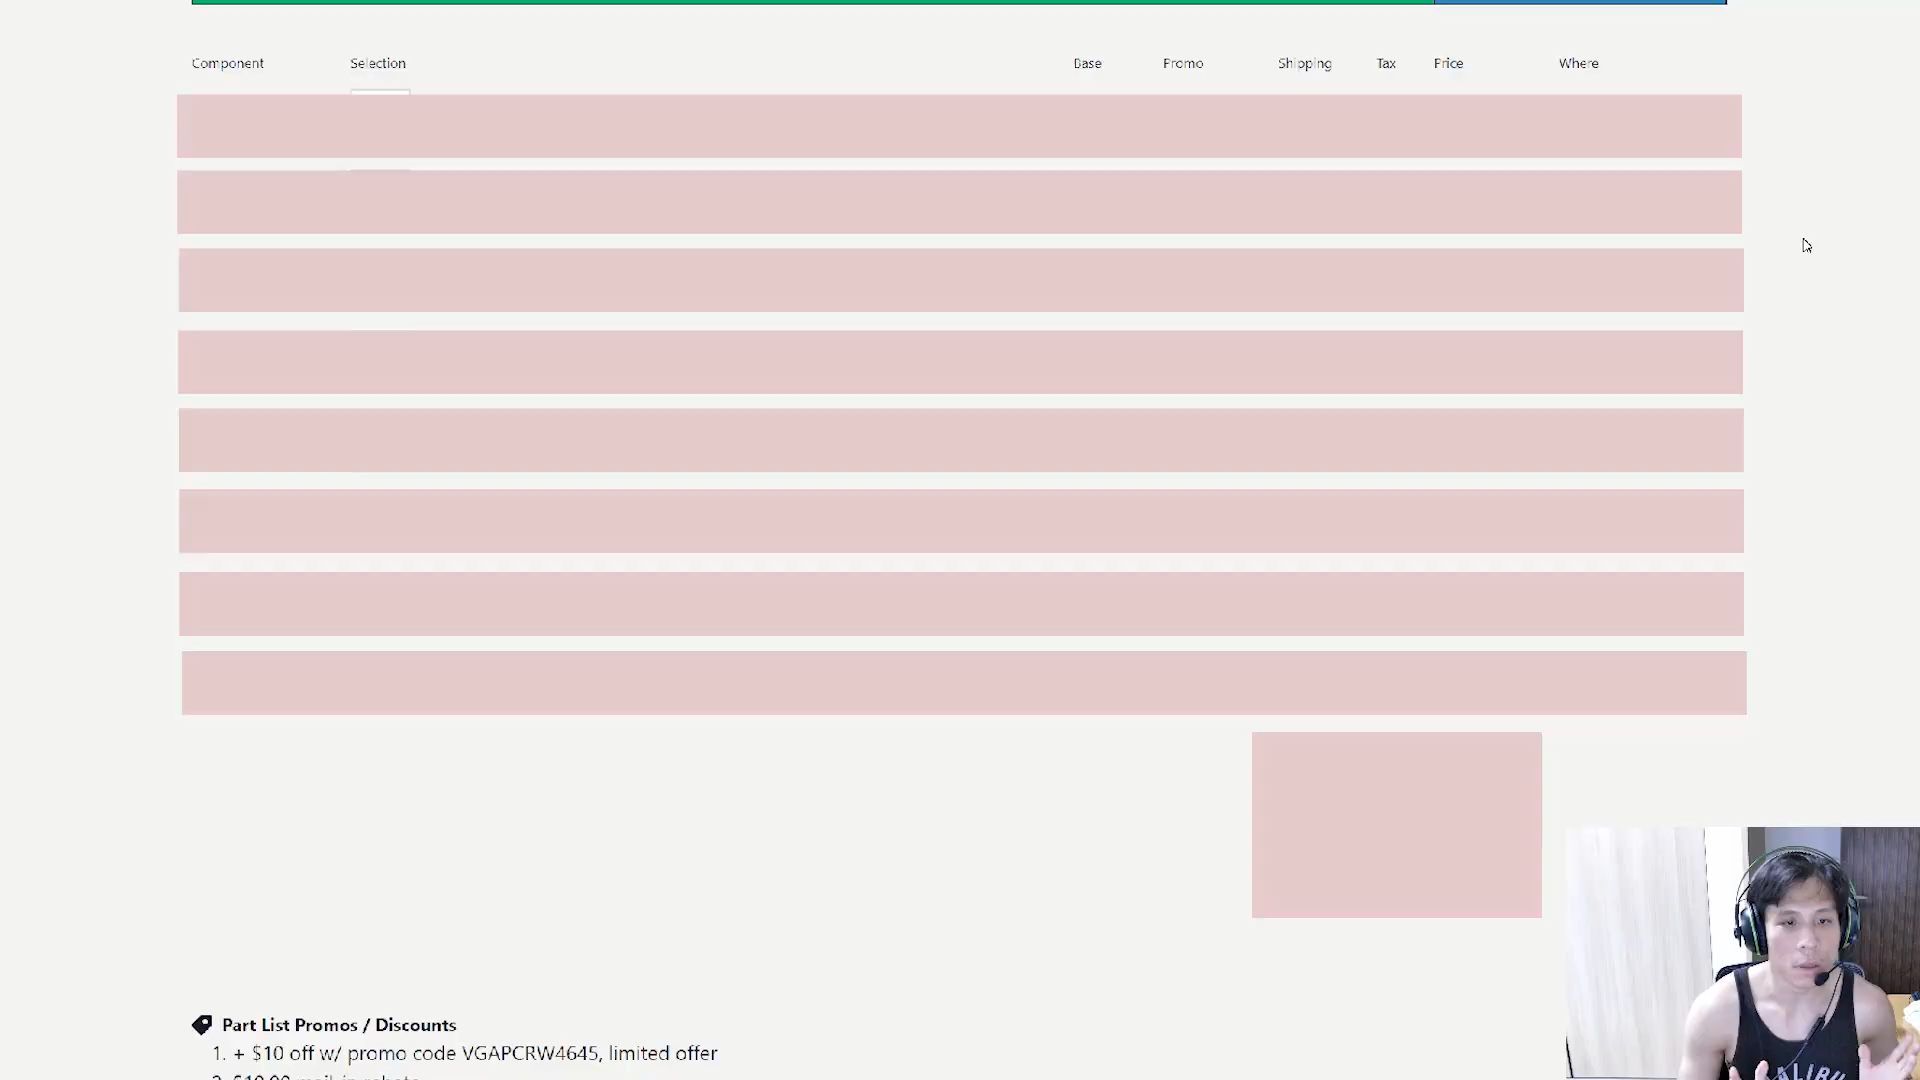 Component Selection Base Promo Shipping Tax Price Where
Part List Promos / Discounts
1. + $10 off w/ promo code VGAPCRW4645, limited offer